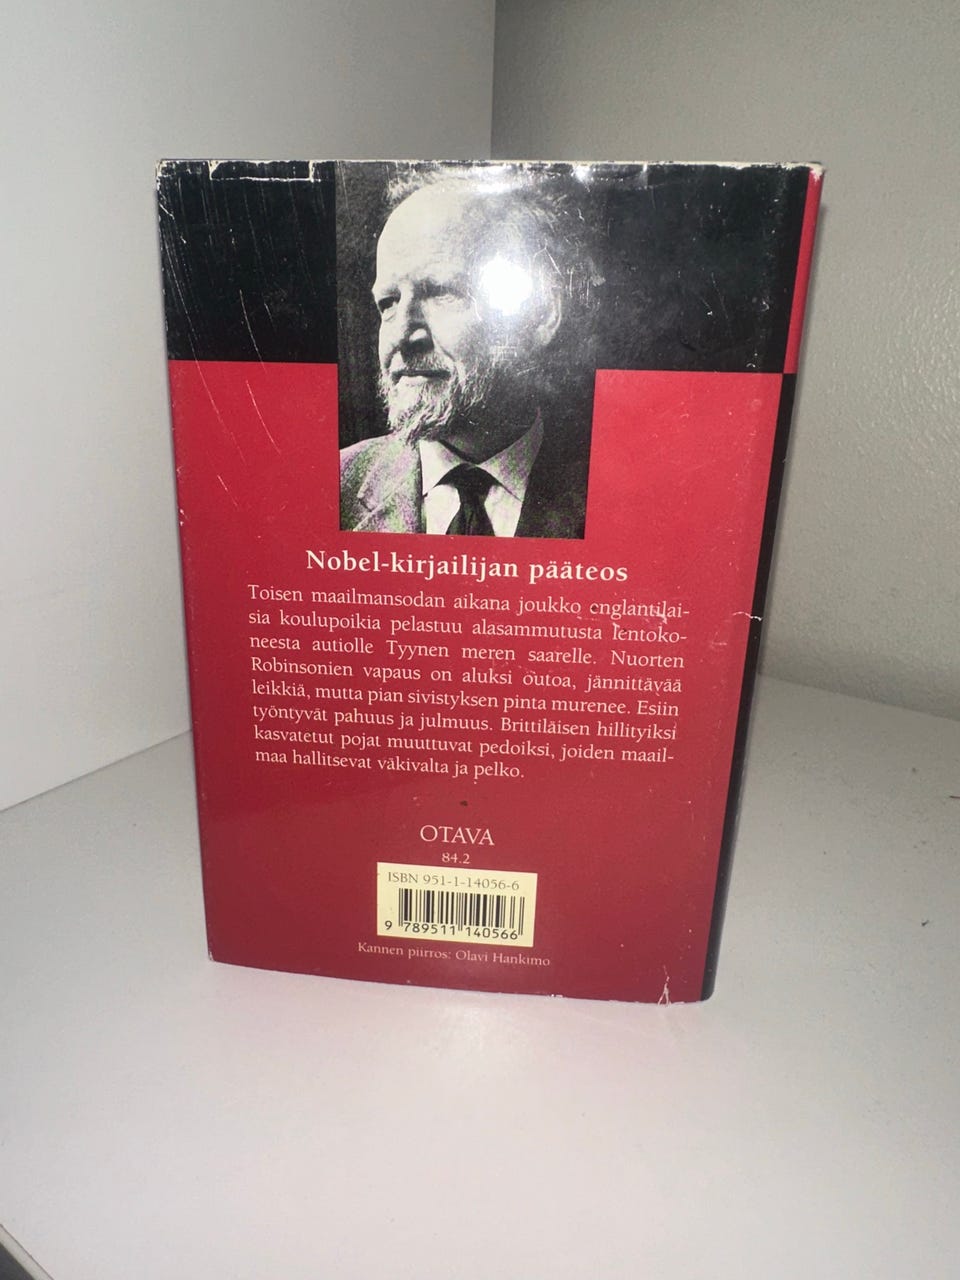 Nobel-kirjailijan pääteos
Toisen maailmansodan aikana joukko englantilai-
sia koulupoikia pelastuu alasammutusta lentoko-
neesta autiolle Tyynen meren saarelle. Nuorten
Robinsonien vapaus on aluksi outoa, jännittävää
leikkiä, mutta pian sivistyksen pinta murenee. Esiin
työntyvät pahuus ja julmuus. Brittiläisen hillityiksi
kasvatetut pojat muuttuvat pedoiksi, joiden maail-
maa hallitsevat väkivalta ja pelko.
OTAVA
84.2
ISBN 951-1-14056-6
9 789511 140566
Kannen piirros: Olavi Hankimo